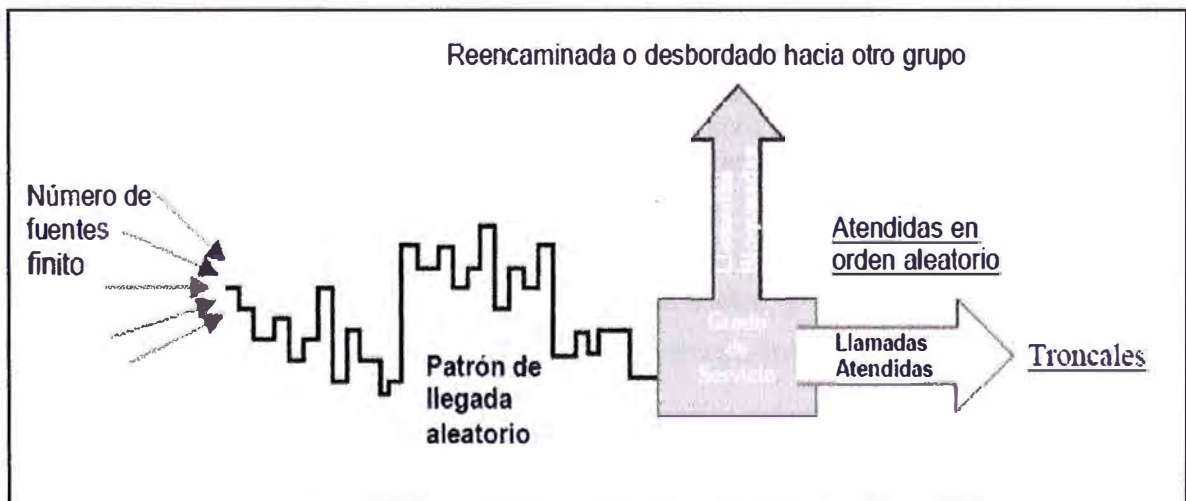 Reencaminada o desbordado hacia otro grupo
Número de
fuentes
finito
Atendidas en
orden aleatorio
Patrón de
llegada
aleatorio
Grado
de
Servicio
Llamadas
Atendidas
Troncales